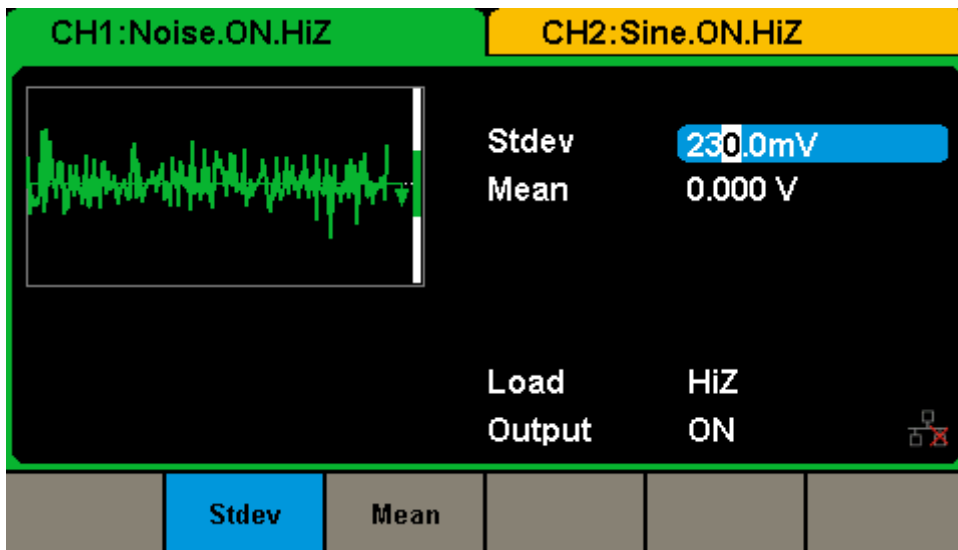 CH1:Noise.ON.HiZ CH2:Sine.ON.HiZ
Stdev 230.0mV
Mean 0.000 V
Load HiZ
Output ON
Stdev Mean